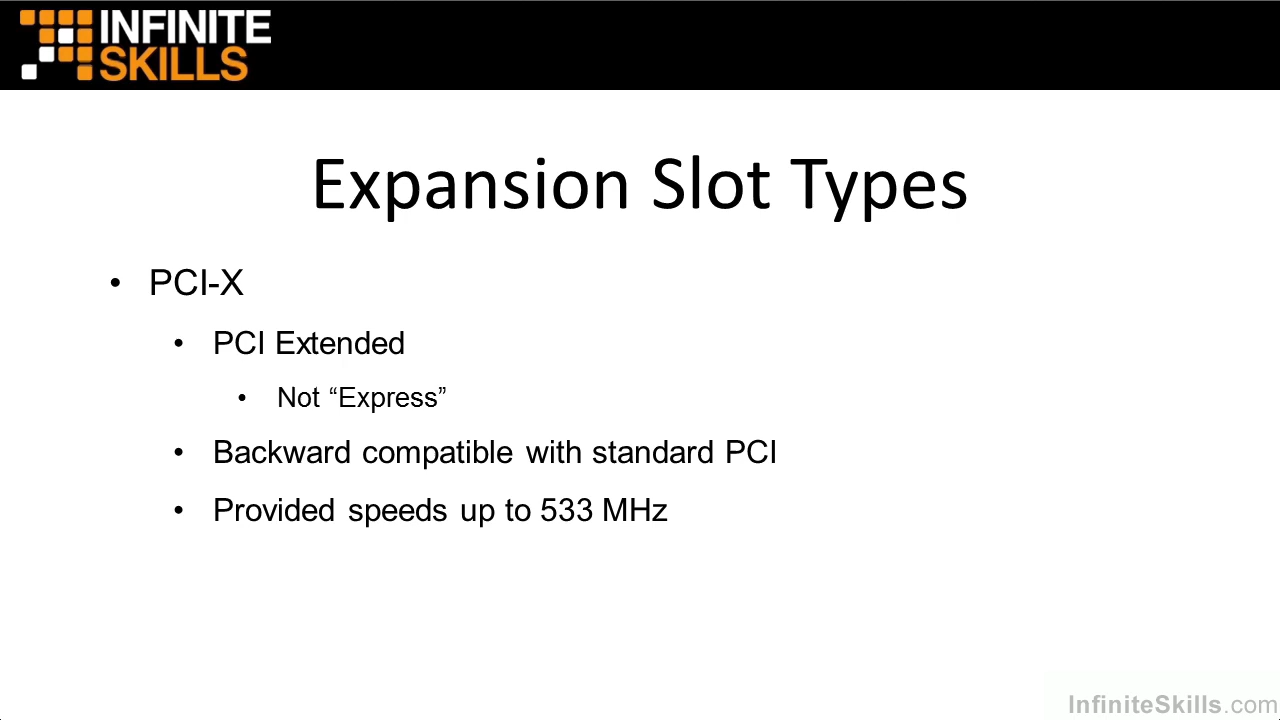 INFINITE
SKILLS
Expansion Slot Types
• PCI-X
• PCI Extended
• Not “Express”
• Backward compatible with standard PCI
• Provided speeds up to 533 MHz
InfiniteSkills.com